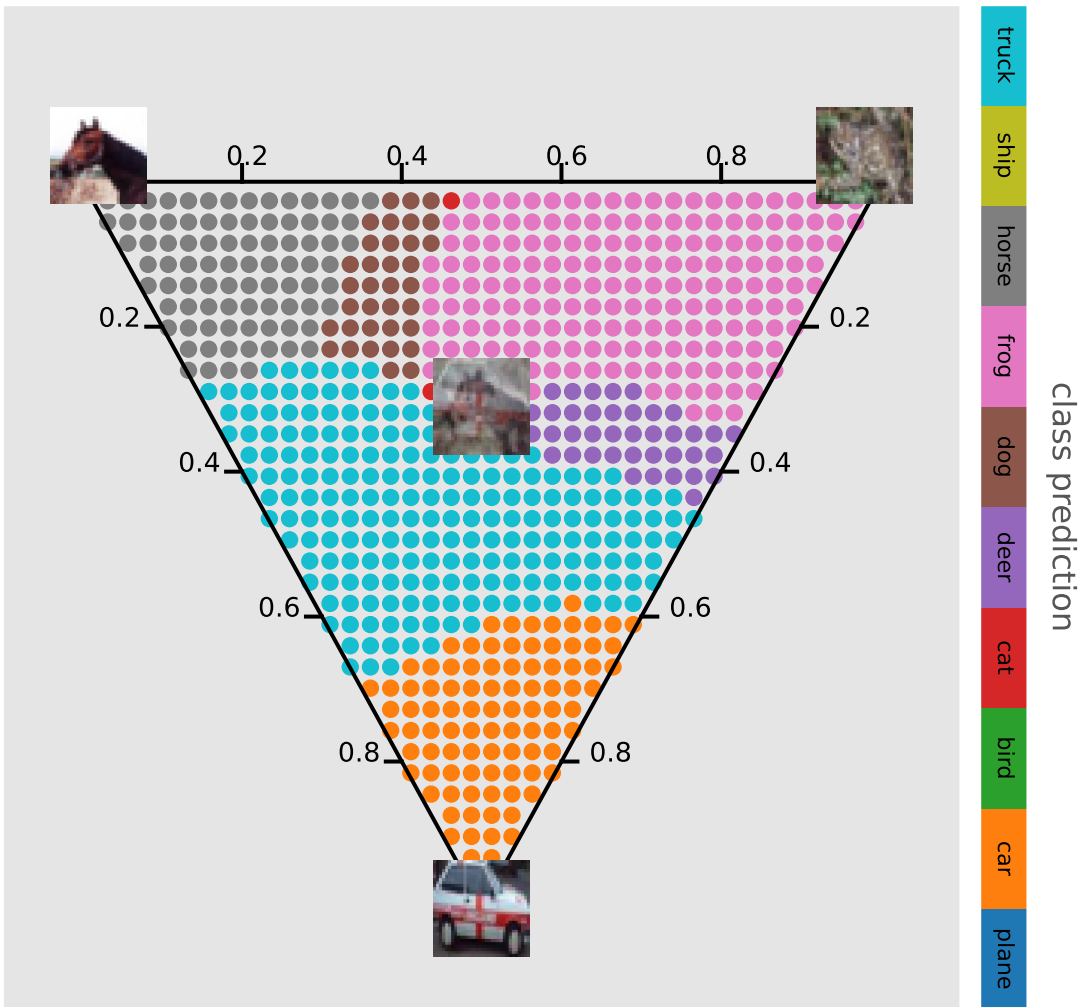 0.2 0.4 0.6 0.8
0.2 0.2
0.4 0.4
0.6 0.6
0.8 0.8
truck
ship
horse
frog
dog
deer
cat
bird
car
plane
class prediction